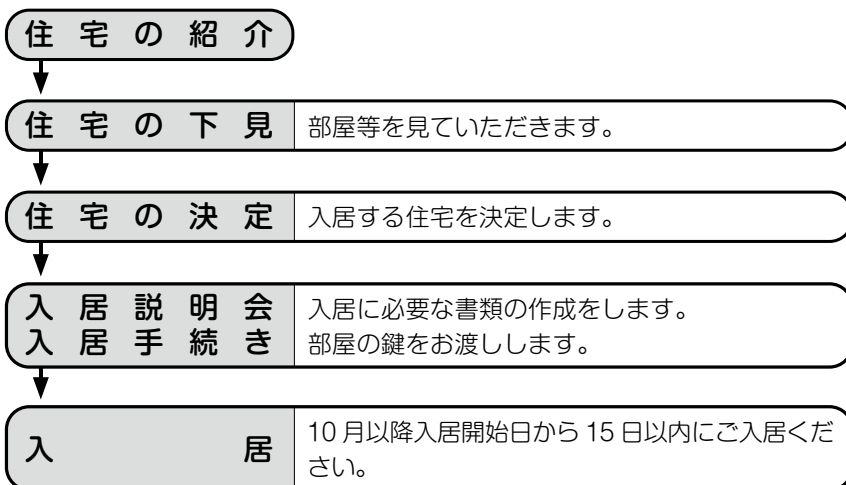 住宅の紹介
住宅の下見
部屋等を見ていただきます。
住宅の決定
入居する住宅を決定します。
入居説明会
入居手続き
入居に必要な書類の作成をします。
部屋の鍵をお渡しします。
入居
10月以降入居開始日から15日以内にご入居くだ
さい。